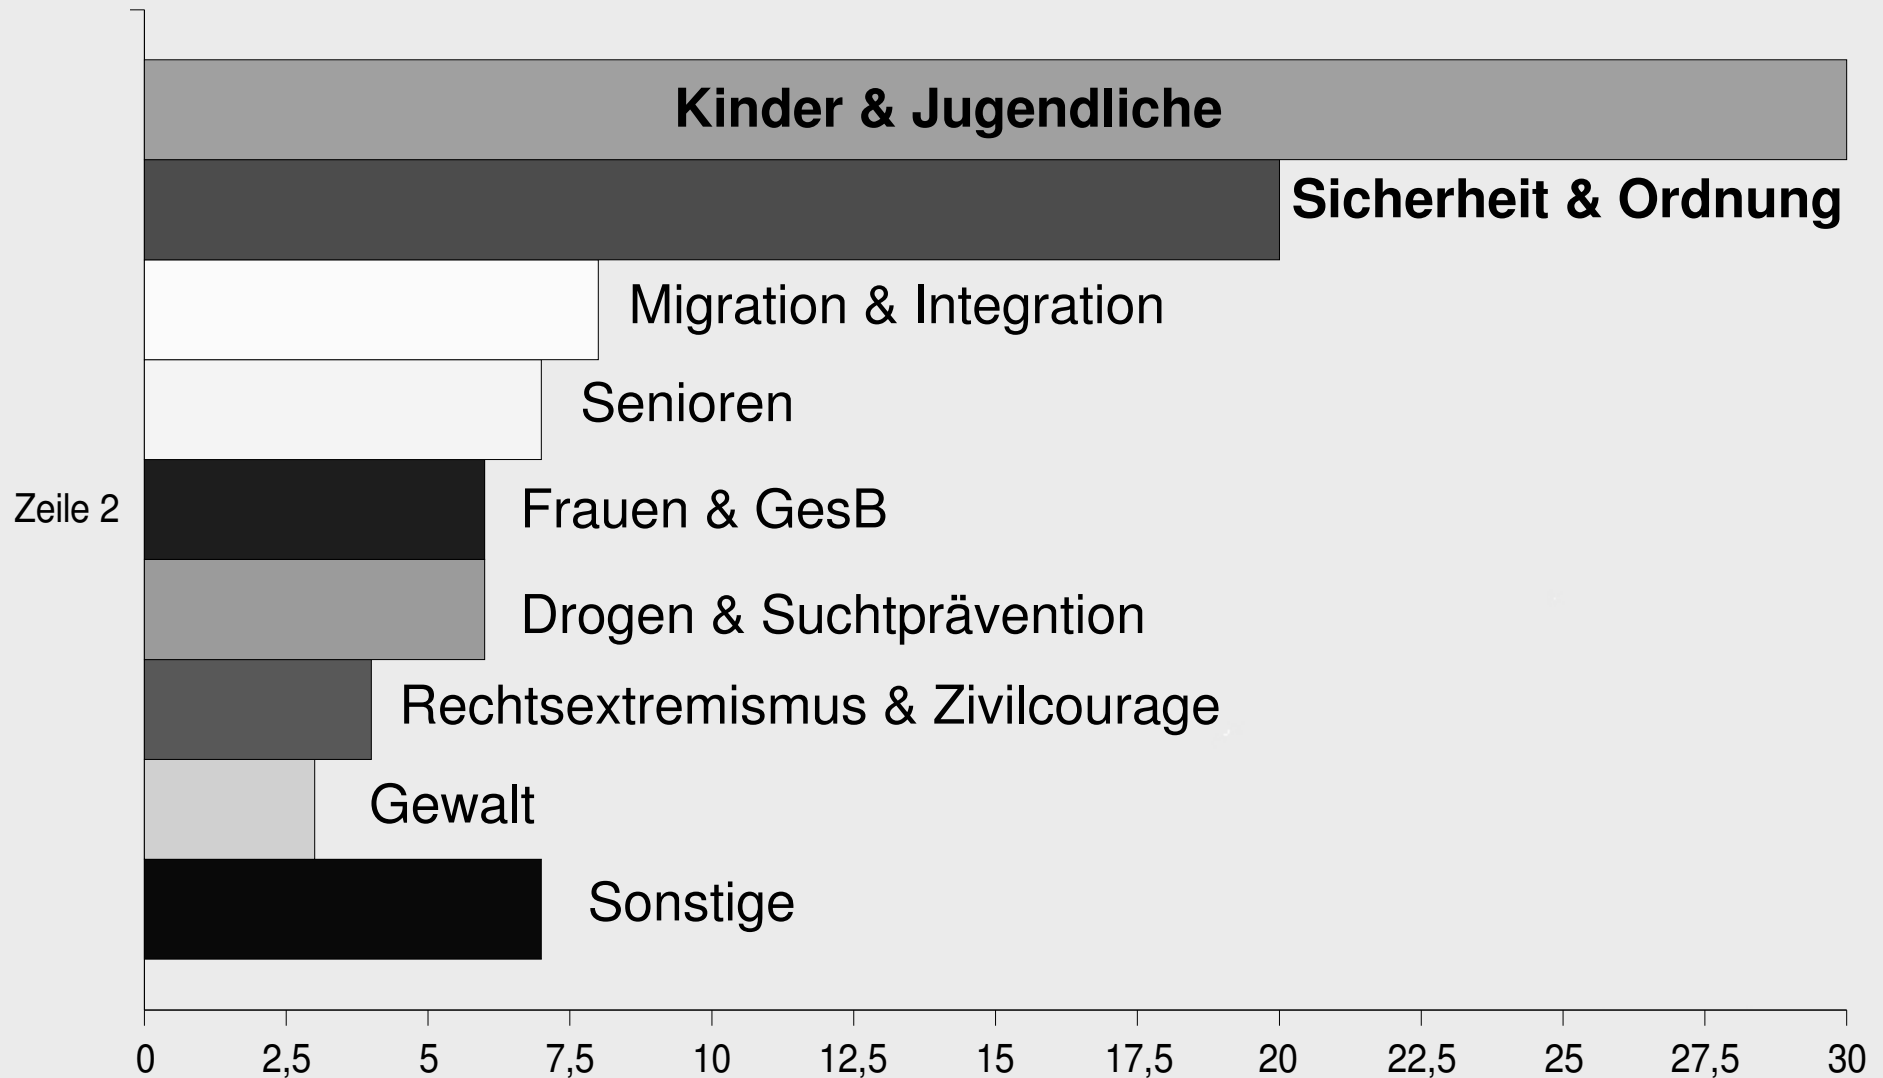 Kinder & Jugendliche
Sicherheit & Ordnung
Migration & Integration
Senioren
Zeile 2
Frauen & GesB
Drogen & Suchtprävention
Rechtsextremismus & Zivilcourage
Gewalt
Sonstige
0 2,5 5 7,5 10 12,5 15 17,5 20 22,5 25 27,5 30